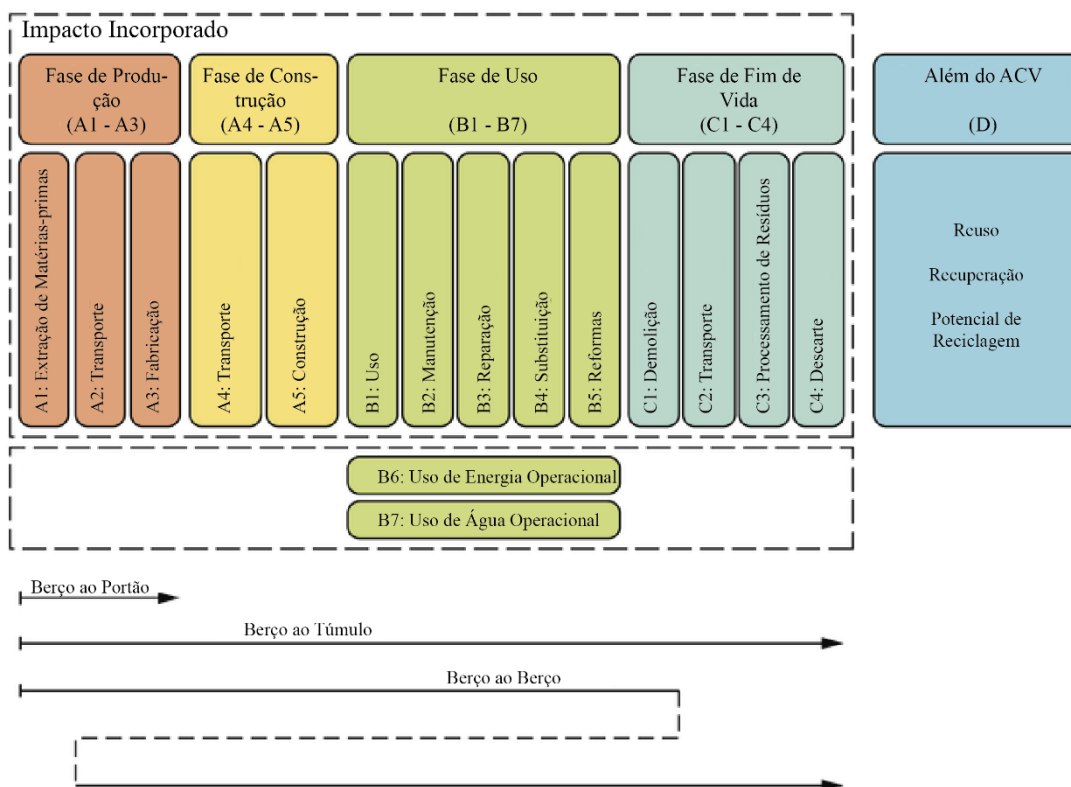 Impacto Incorporado
Fase de Produ-
ção
(A1 - A3)
Fase de Cons-
trução
(A4 - A5)
Fase de Uso
(B1 - B7)
Fase de Fim de
Vida
(C1 - C4)
Além do ACV
(D)
A1: Extração de Matérias-primas
A2: Transporte
A3: Fabricação
A4: Transporte
A5: Construção
B1: Uso
B2: Manutenção
B3: Reparação
B4: Substituição
B5: Reformas
C1: Demolição
C2: Transporte
C3: Processamento de Resíduos
C4: Descarte
Rcuso
Recuperação
Potencial de
Reciclagem
B6: Uso de Energia Operacional
B7: Uso de Água Operacional
Berço ao Portão
Berço ao Túmulo
Berço ao Berço